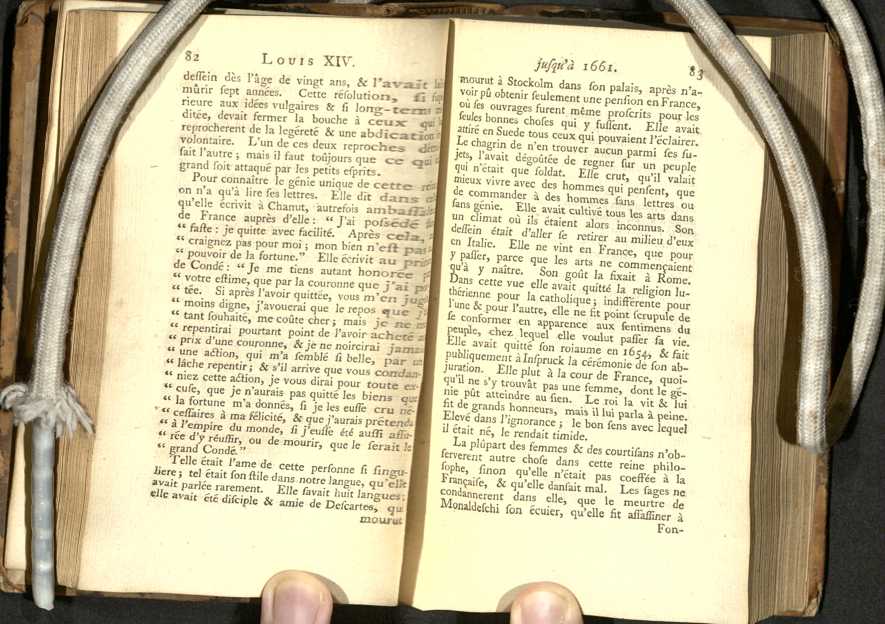 82 LOUIS XIV.
deſſein dès l'âge de vingt ans, & l'avait
mûrir ſept années. Cette réſolution, ſi
rieure aux idées vulgaires & ſi long-tems
ditée, devait fermer la bouche à ceux qui
reprocherent de la legéreté & une abdication
volontaire. L'un de ces deux reproches
fait l'autre; mais il faut toûjours que ce qui
grand ſoit attaqué par les petits eſprits.
Pour connaître le génie unique de cette
on n'a qu'à lire ſes lettres. Elle dit dans
qu'elle écrivit à Chanut, autrefois
de France auprès d'elle: “ J'ai poſſédé
“ faſte: je quitte avec facilité. Après cela,
“ craignez pas pour moi; mon bien n'eſt pas
“ pouvoir de la fortune.” Elle écrivit au
de Condé: “ Je me tiens autant honorée
“ votre eſtime, que par la couronne que j'ai
“ tée. Si après l'avoir quittée, vous m'en
“ moins digne, j'avouerai que le repos que j'ai
“ tant ſouhaité, me coûte cher; mais je ne
“ repentirai pourtant point de l'avoir acheté
“ prix d'une couronne, & je ne noircirai jamais
“ une action, qui m'a ſemblé ſi belle, par un
“ lâche repentir; & s'il arrive que vous condam-
“ niez cette action, je vous dirai pour toute ex-
“ cuſe, que je n'aurais pas quitté les biens que
“ la fortune m'a donnés, ſi je les euſſe cru né-
“ ceſſaires à ma félicité, & que j'aurais prétendu
“ à l'empire du monde, ſi j'euſſe été auſſi aſſu-
“ rée d'y réuſſir, ou de mourir, que le ſerait le
“ grand Condé.”
Telle était l'ame de cette perſonne ſi ſingu-
liere; tel était ſon ſtile dans notre langue, qu'elle
avait parlée rarement. Elle ſavait huit langues;
elle avait été diſciple & amie de Deſcartes, qui
mourut
juſqu'à 1661. 83
mourut à Stockolm dans ſon palais, après n'a-
voir pû obtenir ſeulement une penſion en France,
où ſes ouvrages furent même proſcrits pour les
ſeules bonnes choſes qui y fuſſent. Elle avait
attiré en Suede tous ceux qui pouvaient l'éclairer.
Le chagrin de n'en trouver aucun parmi ſes ſu-
jets, l'avait dégoûtée de regner ſur un peuple
qui n'était que ſoldat. Elle crut, qu'il valait
mieux vivre avec des hommes qui penſent, que
de commander à des hommes ſans lettres ou
ſans génie. Elle avait cultivé tous les arts dans
un climat où ils étaient alors inconnus. Son
deſſein était d'aller ſe retirer au milieu d'eux
en Italie. Elle ne vint en France, que pour
y paſſer, parce que les arts ne commençaient
qu'à y naître. Son goût la fixait à Rome.
Dans cette vue elle avait quitté la religion lu-
thérienne pour la catholique; indifférente pour
l'une & pour l'autre, elle ne fit point ſcrupule de
ſe conformer en apparence aux ſentimens du
peuple, chez lequel elle voulut paſſer ſa vie.
Elle avait quitté ſon roiaume en 1654, & fait
publiquement à Inſpruck la cérémonie de ſon ab-
juration. Elle plut à la cour de France, quoi-
qu'il ne s'y trouvât pas une femme, dont le gé-
nie pût atteindre au ſien. Le roi la vit & lui
fit de grands honneurs, mais il lui parla à peine.
Elevé dans l'ignorance; le bon ſens avec lequel
il était né, le rendait timide.
La plûpart des femmes & des courtiſans n'ob-
ſerverent autre choſe dans cette reine philo-
ſophe, ſinon qu'elle n'était pas coeffée à la
Françaiſe, & qu'elle danſait mal. Les ſages ne
condannerent dans elle, que le meurtre de
Monaldeſchi ſon écuier, qu'elle fit aſſaſſiner à
Fon-